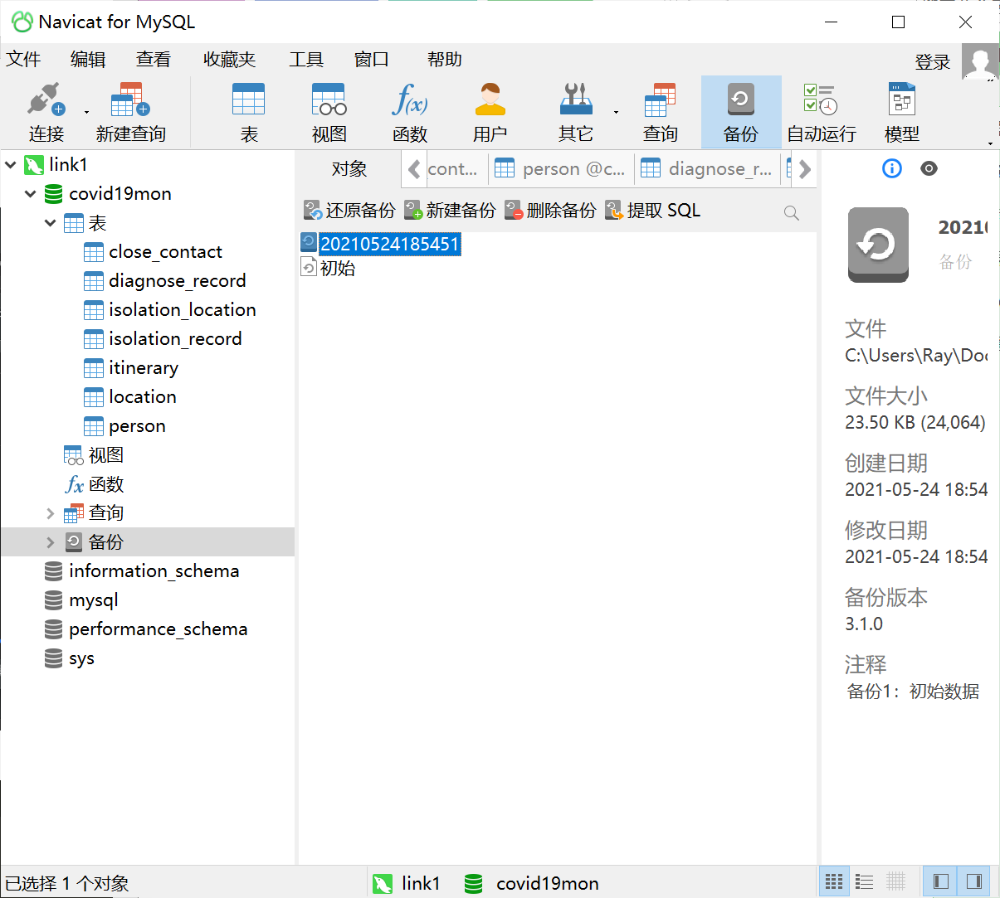 Navicat for MySQL
文件 编辑 查看 收藏夹 工具 窗口 帮助 登录
连接 新建查询 表 视图 f(x) 函数 用户 其它 查询 备份 自动运行 模型
link1
covid19mon
表
close_contact
diagnose_record
isolation_location
isolation_record
itinerary
location
person
视图
fx 函数
查询
备份
information_schema
mysql
performance_schema
sys
对象 cont... person @c... diagnose_r...
还原备份 新建备份 删除备份 提取 SQL
20210524185451
初始
2021
备份
文件
C:\Users\Ray\Doc
文件大小
23.50 KB (24,064)
创建日期
2021-05-24 18:54
修改日期
2021-05-24 18:54
备份版本
3.1.0
注释
备份1：初始数据
已选择 1 个对象 link1 covid19mon